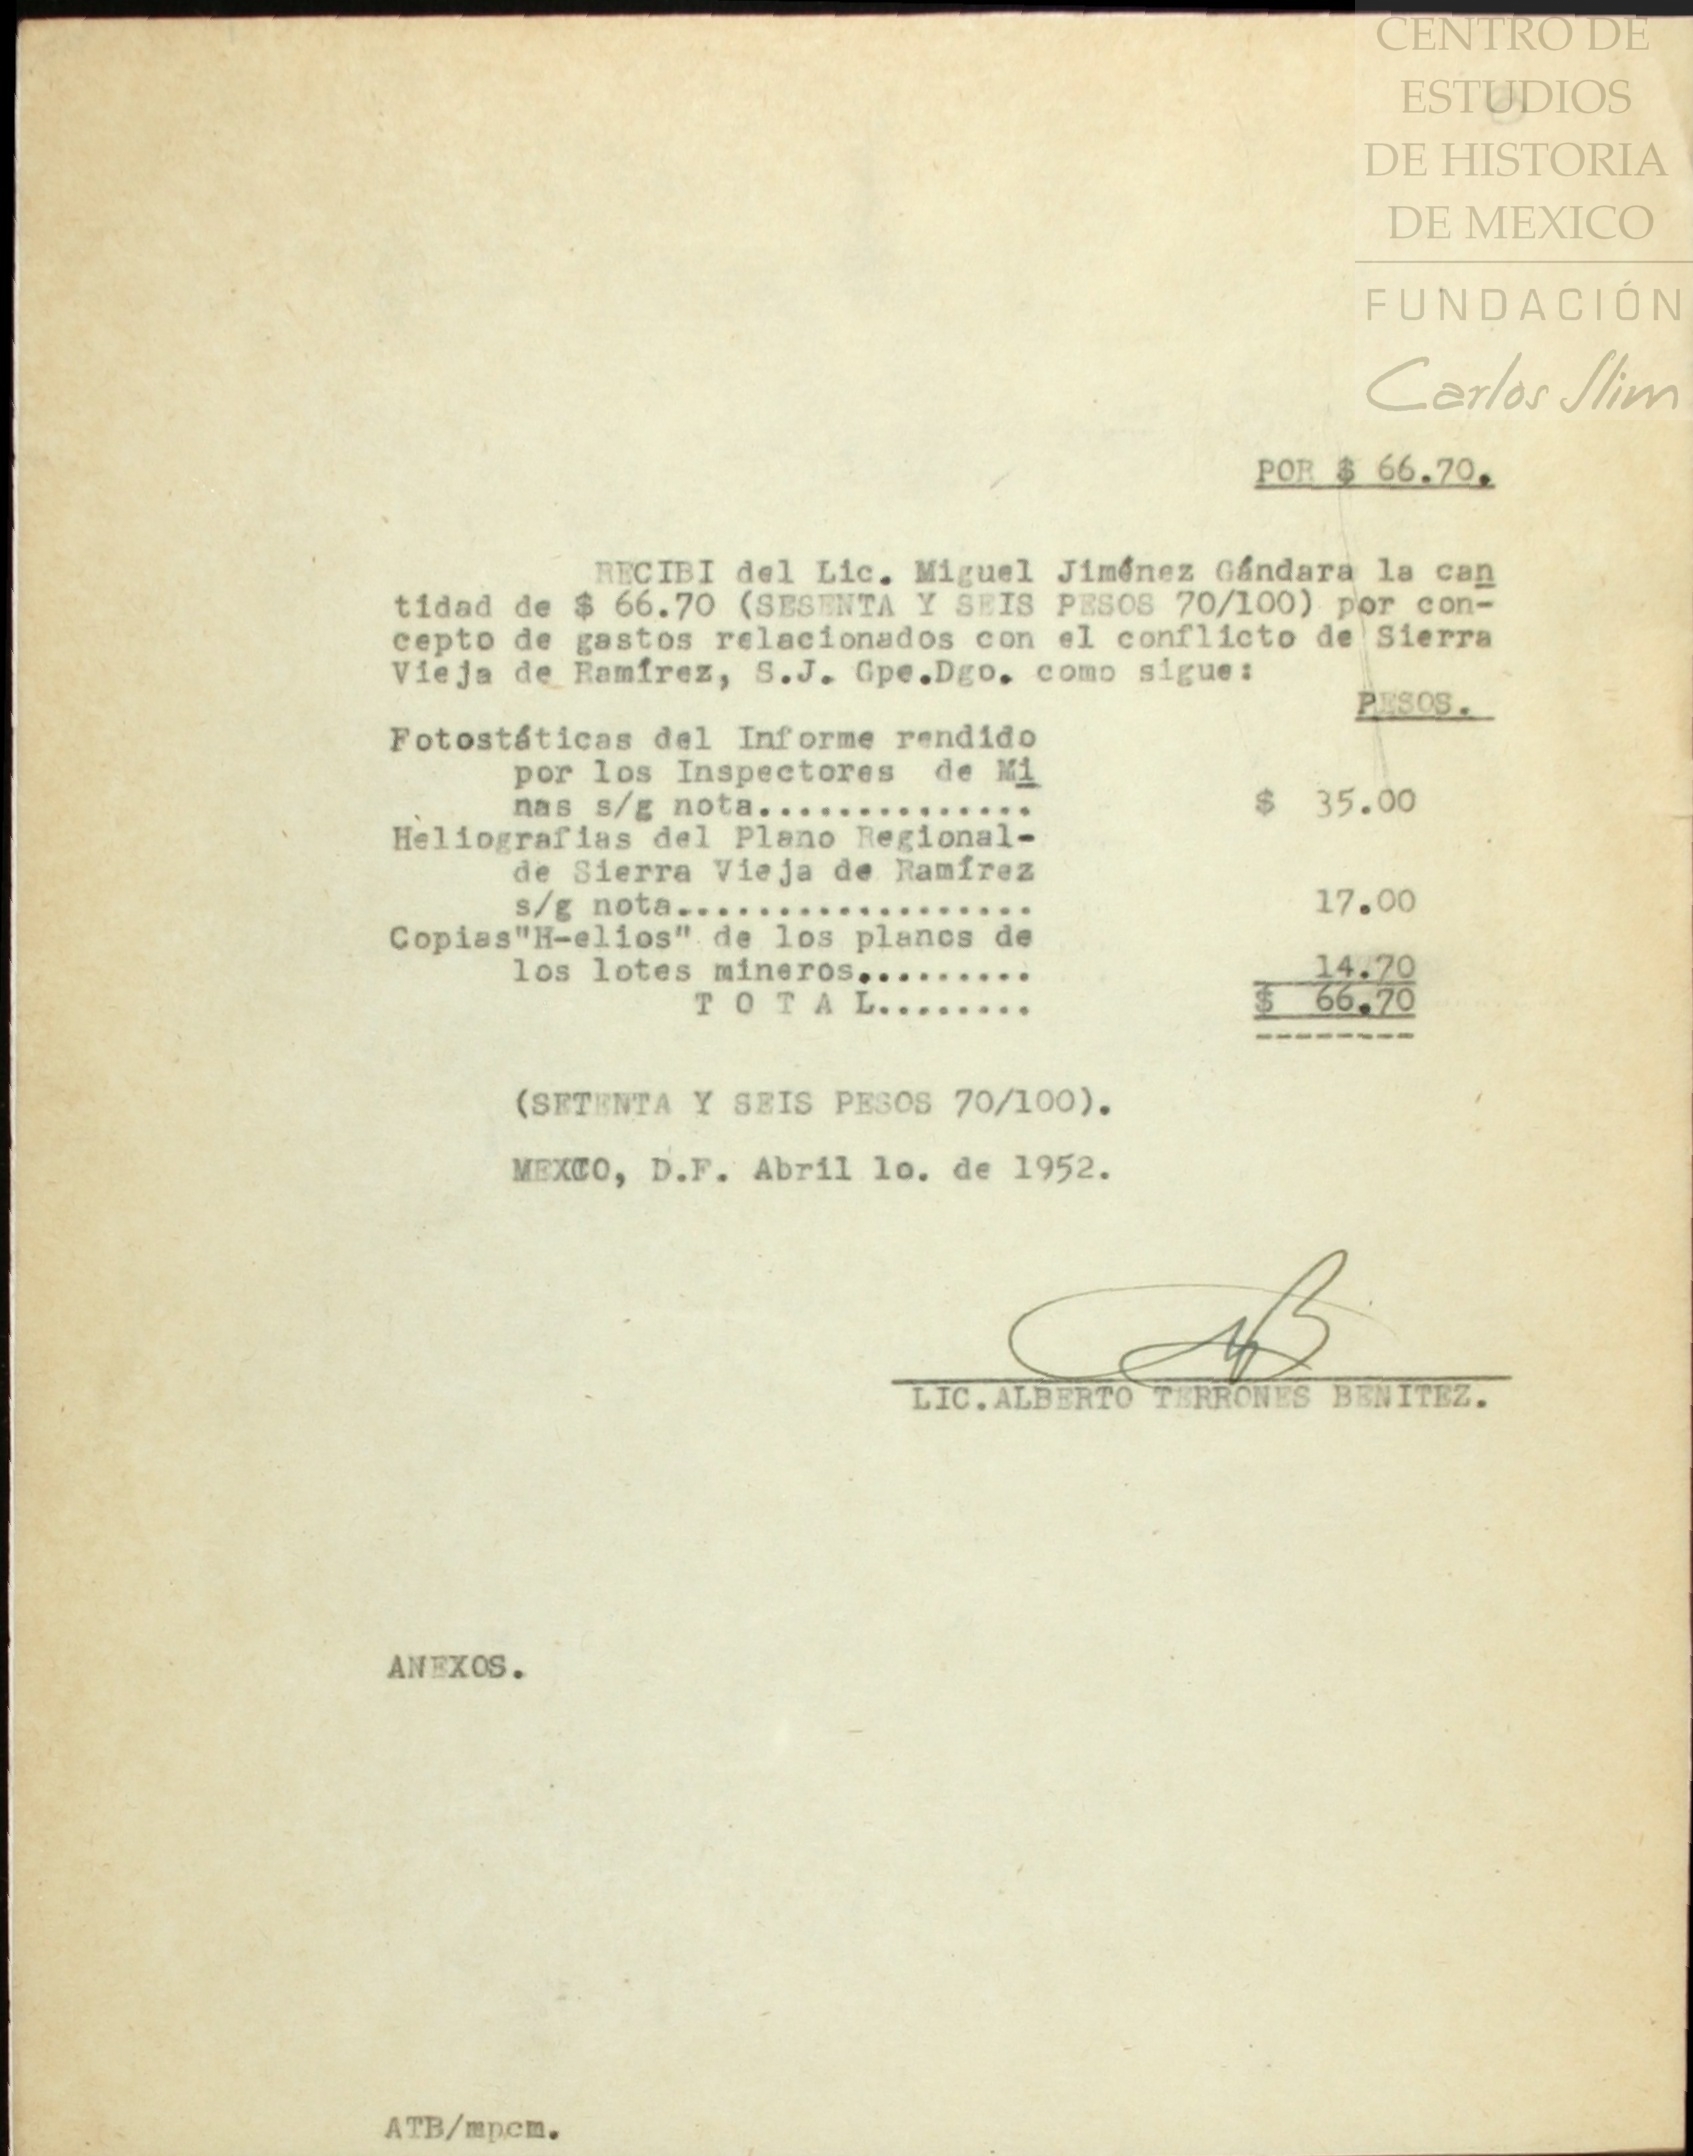 CENTRO DE
ESTUDIOS
DE HISTORIA
DE MEXICO
FUNDACIÓN
Carlos Slim
POR $ 66.70.
RECIBI del Lic. Miguel Jiménez Gándara la can
tidad de $ 66.70 (SESENTA Y SEIS PESOS 70/100) por con-
cepto de gastos relacionados con el conflicto de Sierra
Vieja de Ramírez, S.J. Gpe.Dgo. como sigue:
PESOS.
Fotostáticas del Informe rendido
por los Inspectores de Mi
nas s/g nota.............. $ 35.00
Heliografias del Plano Regional-
de Sierra Vieja de Ramírez
s/g nota.................. 17.00
Copias"H-elios" de los planos de
los lotes mineros......... 14.70
T O T A L........ $ 66.70
--------
(SETENTA Y SEIS PESOS 70/100).
MEXCO, D.F. Abril 1o. de 1952.
LIC.ALBERTO TERRONES BENITEZ.
ANEXOS.
ATB/mpcm.